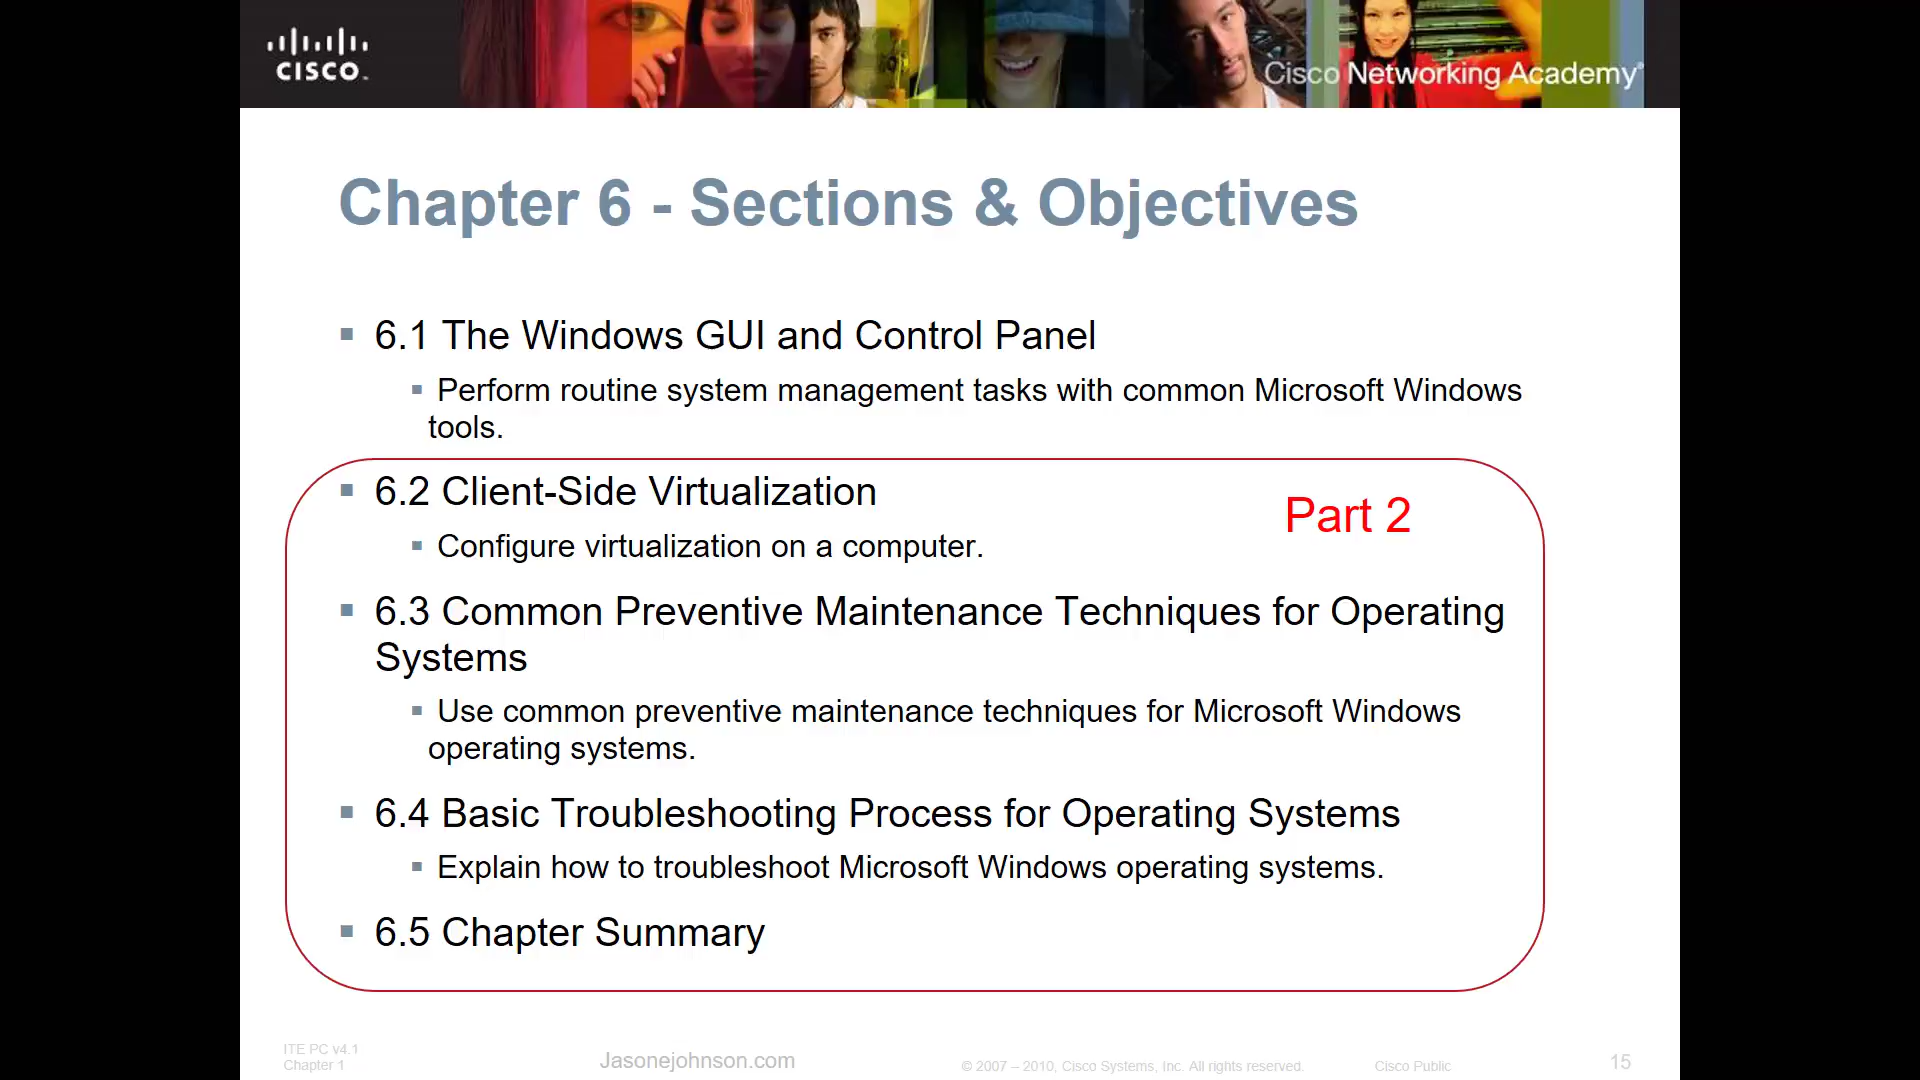 CISCO
Cisco Networking Academy
Chapter 6 - Sections & Objectives
6.1 The Windows GUI and Control Panel
Perform routine system management tasks with common Microsoft Windows
tools.
6.2 Client-Side Virtualization
Part 2
Configure virtualization on a computer.
6.3 Common Preventive Maintenance Techniques for Operating
Systems
Use common preventive maintenance techniques for Microsoft Windows
operating systems.
6.4 Basic Troubleshooting Process for Operating Systems
Explain how to troubleshoot Microsoft Windows operating systems.
6.5 Chapter Summary
ITE PC v4.1
Chapter 1
Jasonejohnson.com
© 2007 – 2010, Cisco Systems, Inc. All rights reserved.
Cisco Public
15